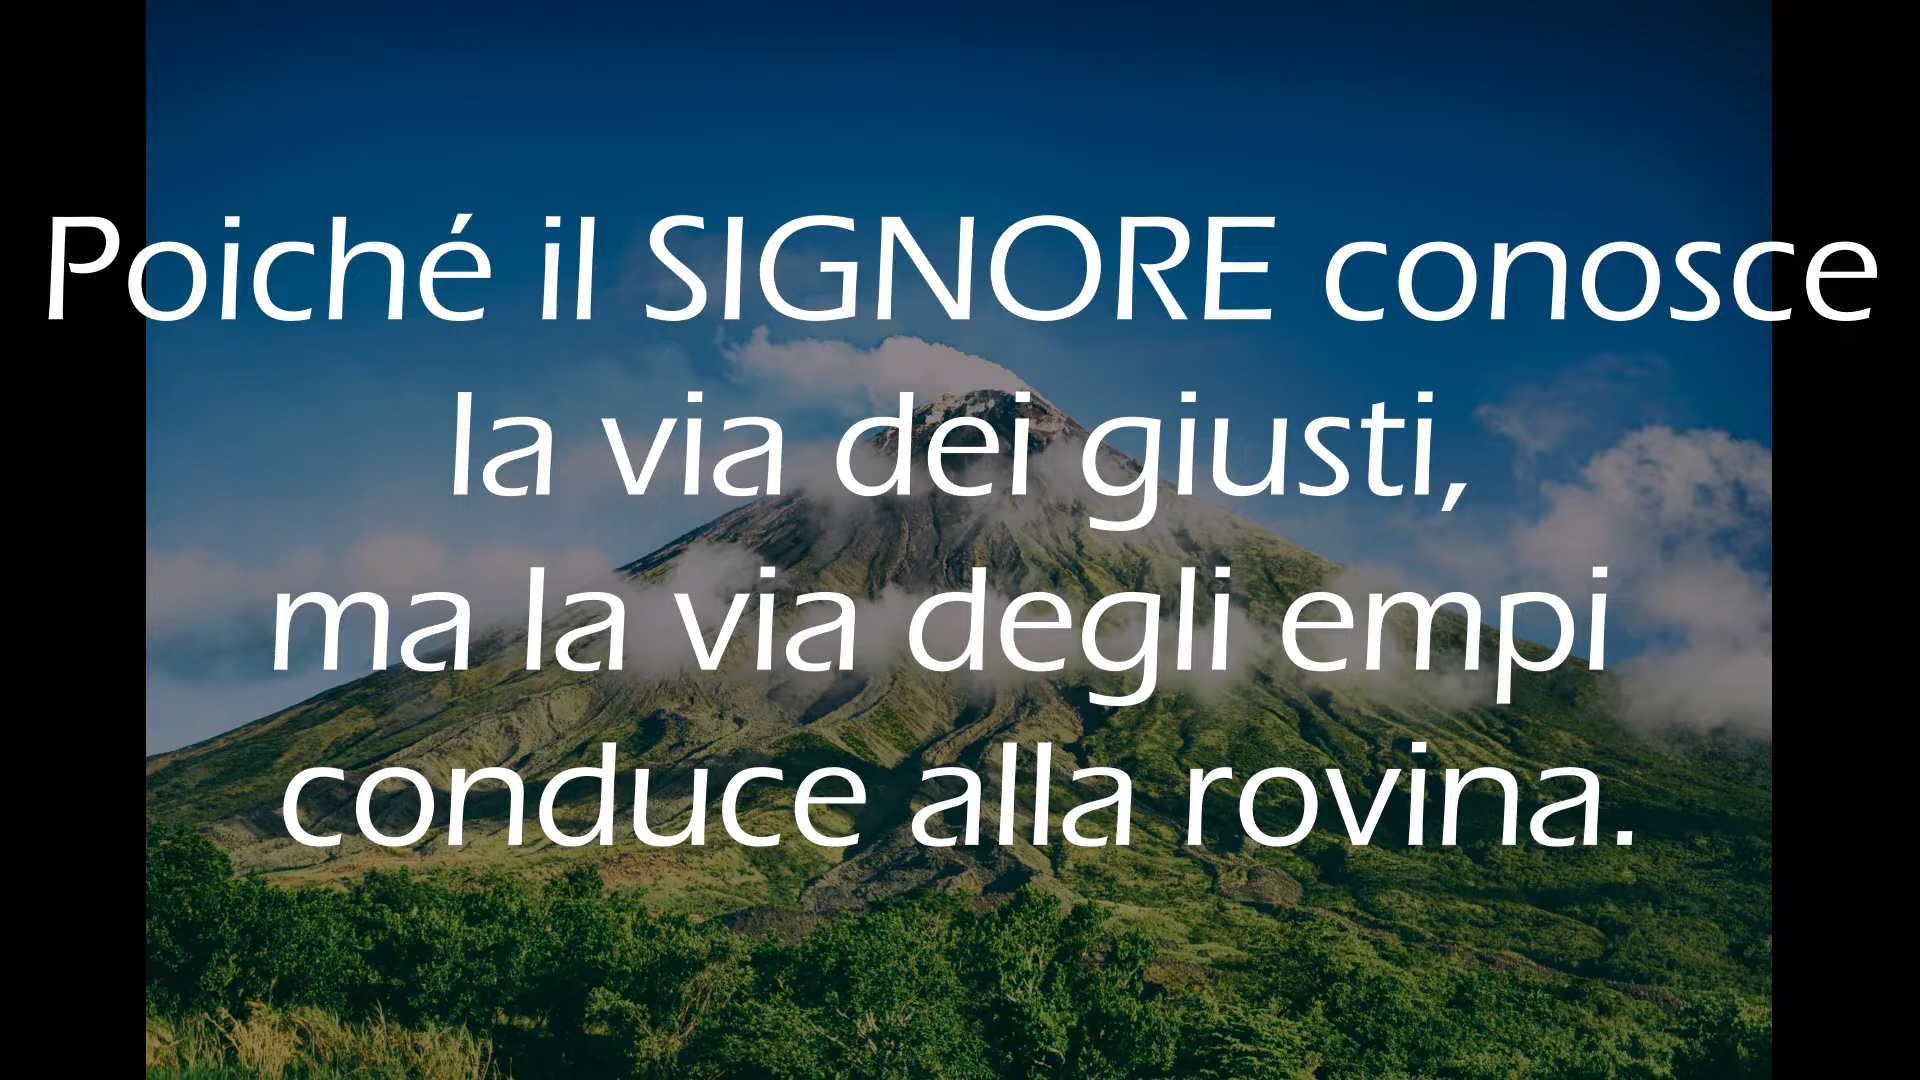 Poiché il SIGNORE conosce
la via dei giusti,
ma la via degli empi
conduce alla rovina.